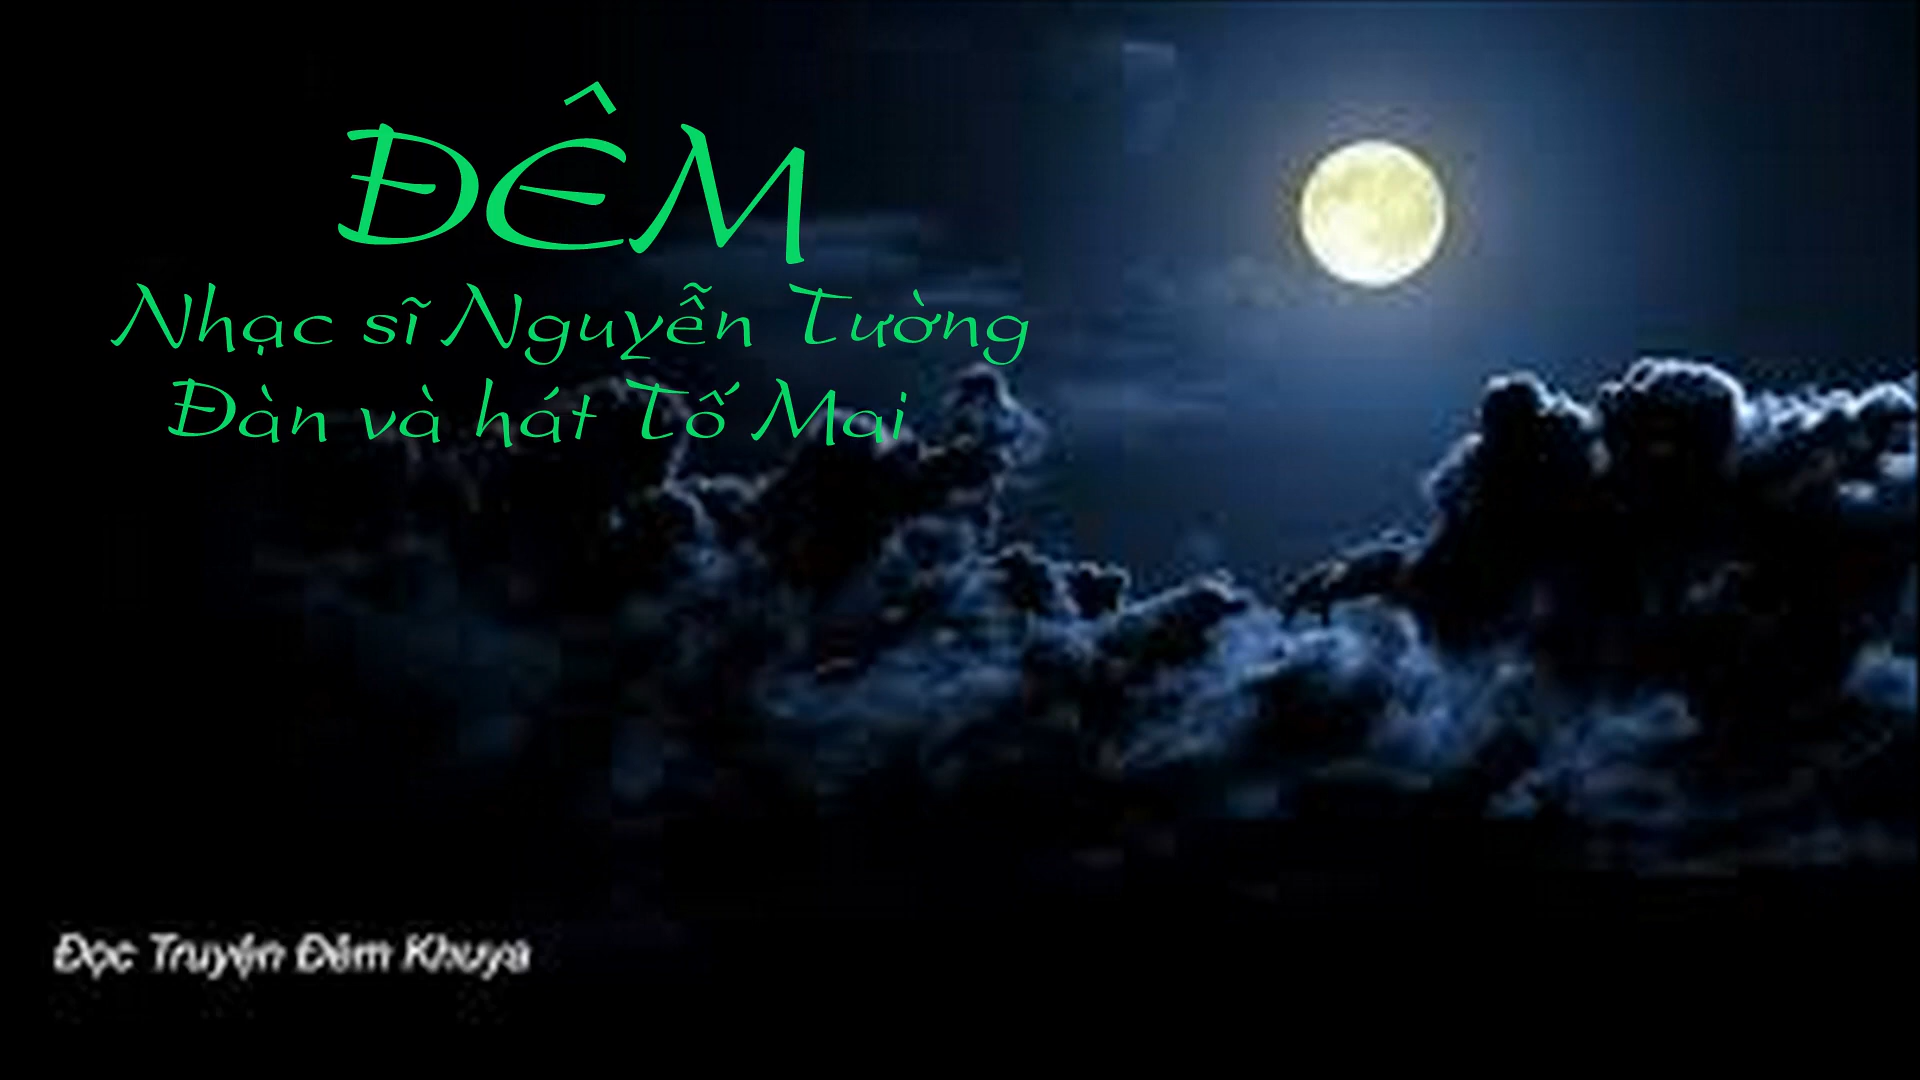 ĐÊM
Nhạc sĩ Nguyễn Tường
Đàn và hát Tố Mai
Đọc Truyện Đêm Khuya